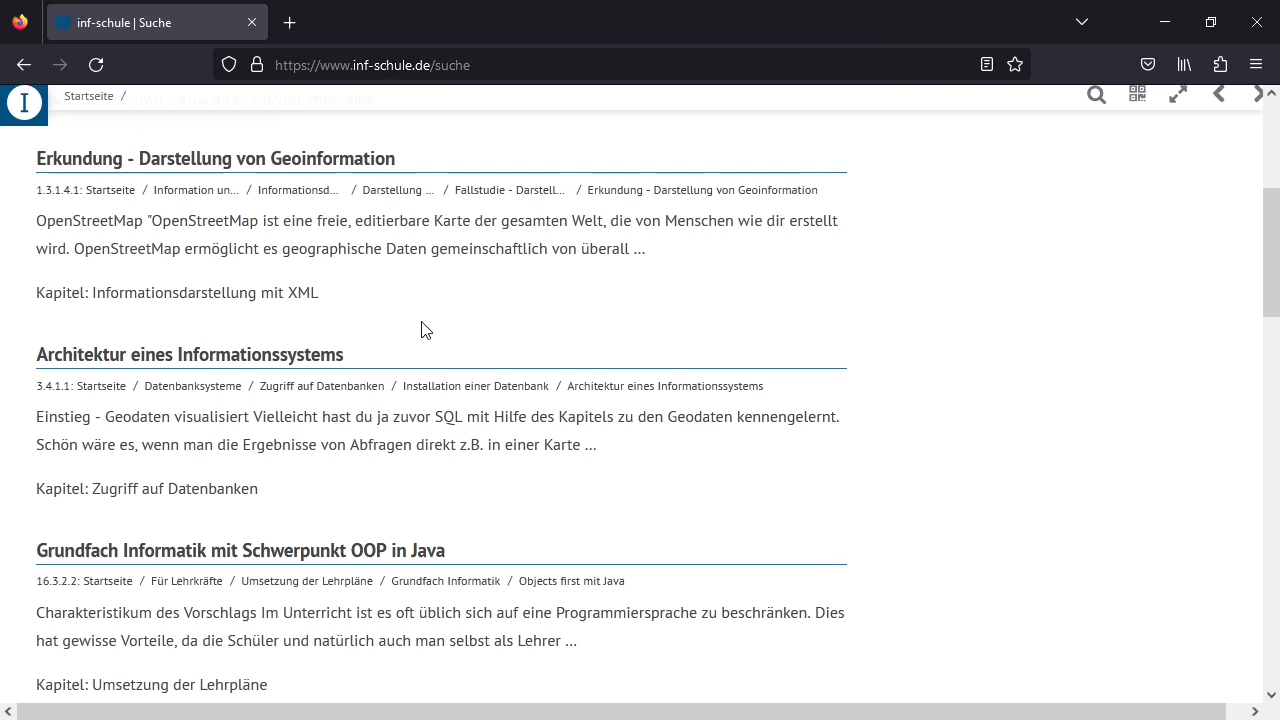 inf-schule | Suche
https://www.inf-schule.de/suche
I
Startseite /
Erkundung - Darstellung von Geoinformation
1.3.1.4.1: Startseite / Information un... / Informationsd... / Darstellung ... / Fallstudie - Darstell... / Erkundung - Darstellung von Geoinformation
OpenStreetMap "OpenStreetMap ist eine freie, editierbare Karte der gesamten Welt, die von Menschen wie dir erstellt
wird. OpenStreetMap ermöglicht es geographische Daten gemeinschaftlich von überall ...
Kapitel: Informationsdarstellung mit XML
Architektur eines Informationssystems
3.4.1.1: Startseite / Datenbanksysteme / Zugriff auf Datenbanken / Installation einer Datenbank / Architektur eines Informationssystems
Einstieg - Geodaten visualisiert Vielleicht hast du ja zuvor SQL mit Hilfe des Kapitels zu den Geodaten kennengelernt.
Schön wäre es, wenn man die Ergebnisse von Abfragen direkt z.B. in einer Karte ...
Kapitel: Zugriff auf Datenbanken
Grundfach Informatik mit Schwerpunkt OOP in Java
16.3.2.2: Startseite / Für Lehrkräfte / Umsetzung der Lehrpläne / Grundfach Informatik / Objects first mit Java
Charakteristikum des Vorschlags Im Unterricht ist es oft üblich sich auf eine Programmiersprache zu beschränken. Dies
hat gewisse Vorteile, da die Schüler und natürlich auch man selbst als Lehrer ...
Kapitel: Umsetzung der Lehrpläne